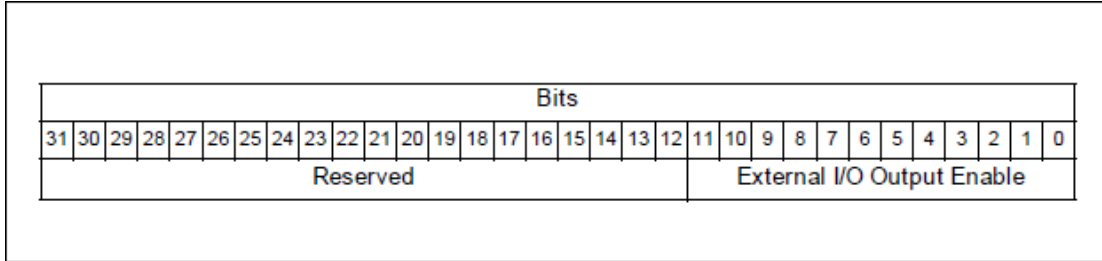 Bits
31 30 29 28 27 26 25 24 23 22 21 20 19 18 17 16 15 14 13 12 11 10 9 8 7 6 5 4 3 2 1 0
Reserved External I/O Output Enable